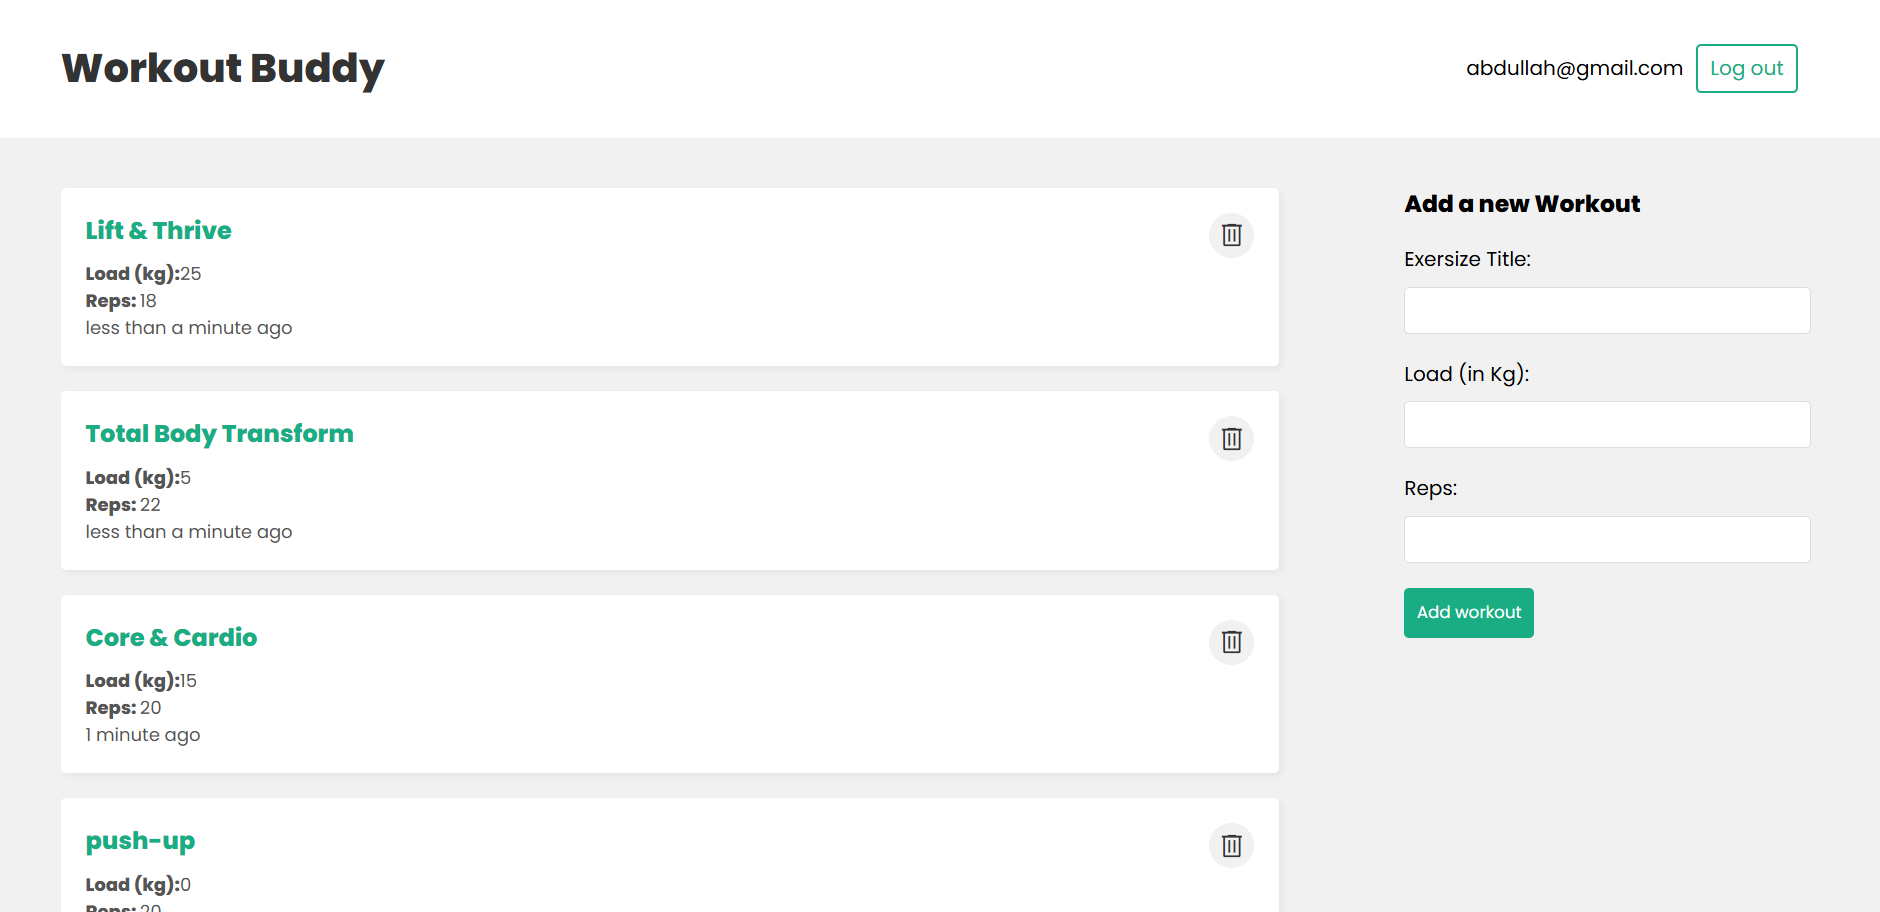 Workout Buddy
abdullah@gmail.com
Log out
Lift & Thrive
Load (kg):25
Reps: 18
less than a minute ago
Total Body Transform
Load (kg):5
Reps: 22
less than a minute ago
Core & Cardio
Load (kg):15
Reps: 20
1 minute ago
push-up
Load (kg):0
Reps: 20
Add a new Workout
Exersize Title:
Load (in Kg):
Reps:
Add workout